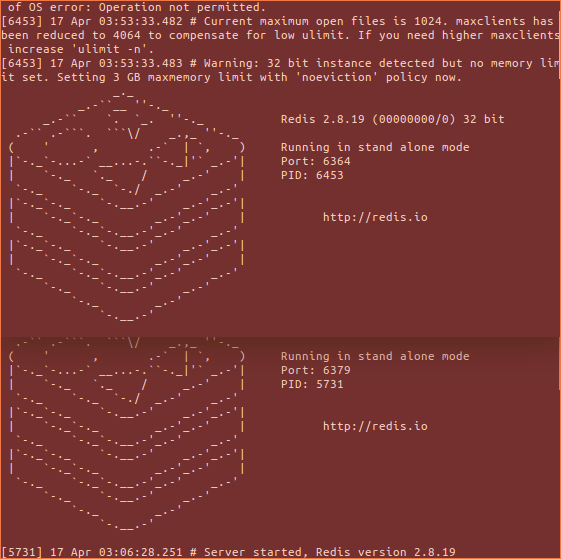 of OS error: Operation not permitted.
[6453] 17 Apr 03:53:33.482 # Current maximum open files is 1024. maxclients has
been reduced to 4064 to compensate for low ulimit. If you need higher maxclients
increase 'ulimit -n'.
[6453] 17 Apr 03:53:33.483 # Warning: 32 bit instance detected but no memory lim
it set. Setting 3 GB maxmemory limit with 'noeviction' policy now.
Redis 2.8.19 (00000000/0) 32 bit
Running in stand alone mode
Port: 6364
PID: 6453
http://redis.io
Running in stand alone mode
Port: 6379
PID: 5731
http://redis.io
[5731] 17 Apr 03:06:28.251 # Server started, Redis version 2.8.19